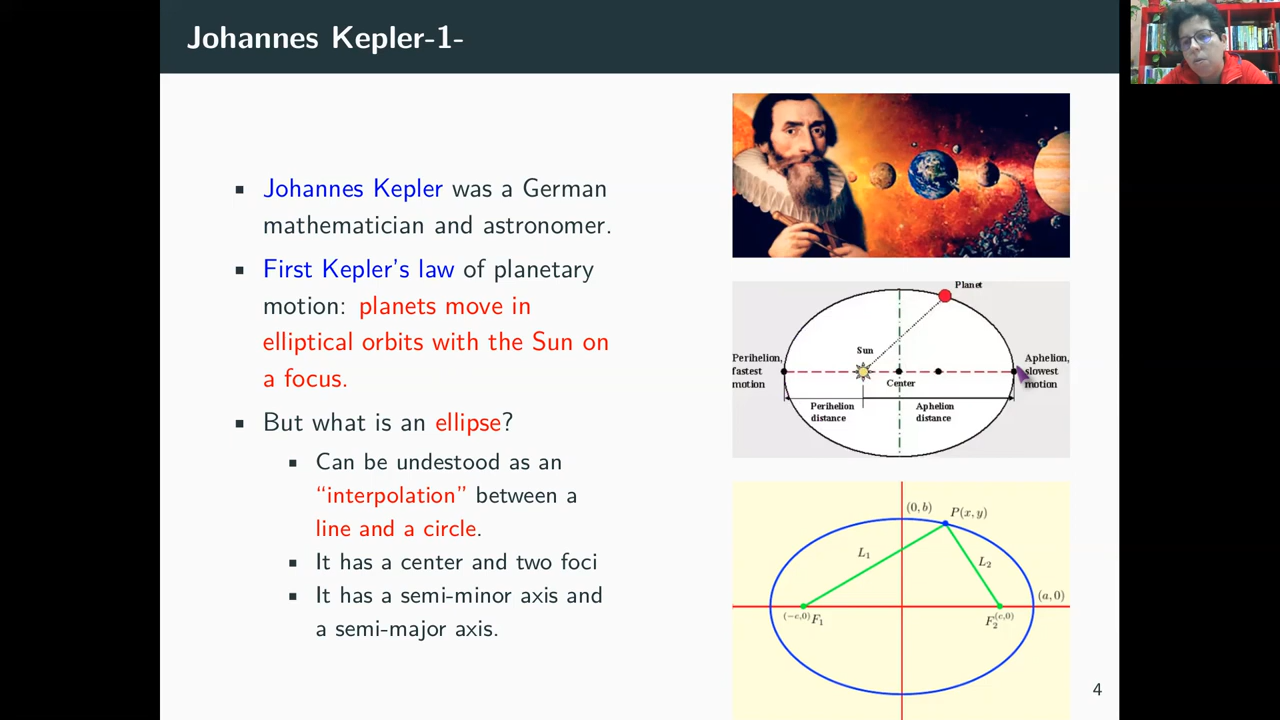 Johannes Kepler-1-
Johannes Kepler was a German
mathematician and astronomer.
First Kepler's law of planetary
motion: planets move in
elliptical orbits with the Sun on
a focus.
But what is an ellipse?
Can be undestood as an
“interpolation” between a
line and a circle.
It has a center and two foci
It has a semi-minor axis and
a semi-major axis.
Planet
Sun
Perihelion,
fastest
motion
Aphelion,
slowest
motion
Center
Perihelion
distance
Aphelion
distance
(0, b)
P(x, y)
L1
L2
(a, 0)
(−c,0) F1
F2 (c,0)
4